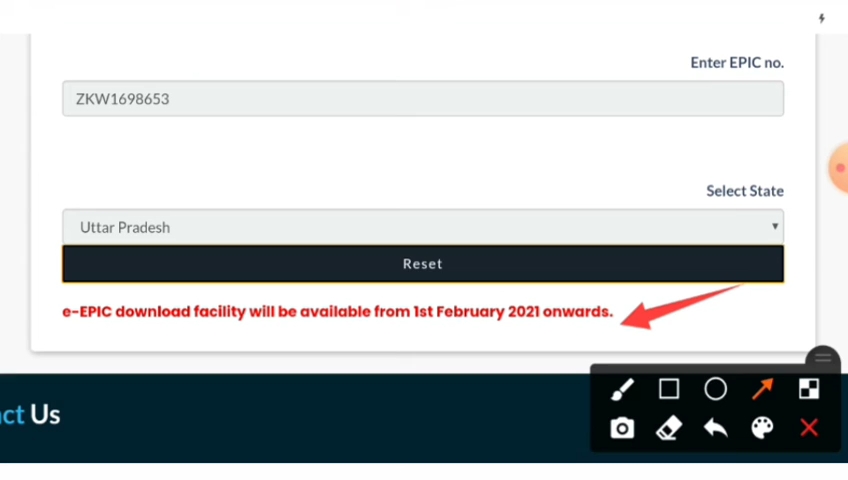 Enter EPIC no.
ZKW1698653
Select State
Uttar Pradesh
Reset
e-EPIC download facility will be available from 1st February 2021 onwards.
ct Us